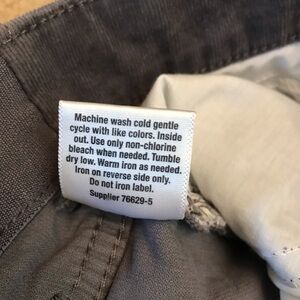 Machine wash cold gentle
cycle with like colors. Inside
out. Use only non-chlorine
bleach when needed. Tumble
dry low. Warm iron as needed.
Iron on reverse side only.
Do not iron label.
Supplier 76629-5